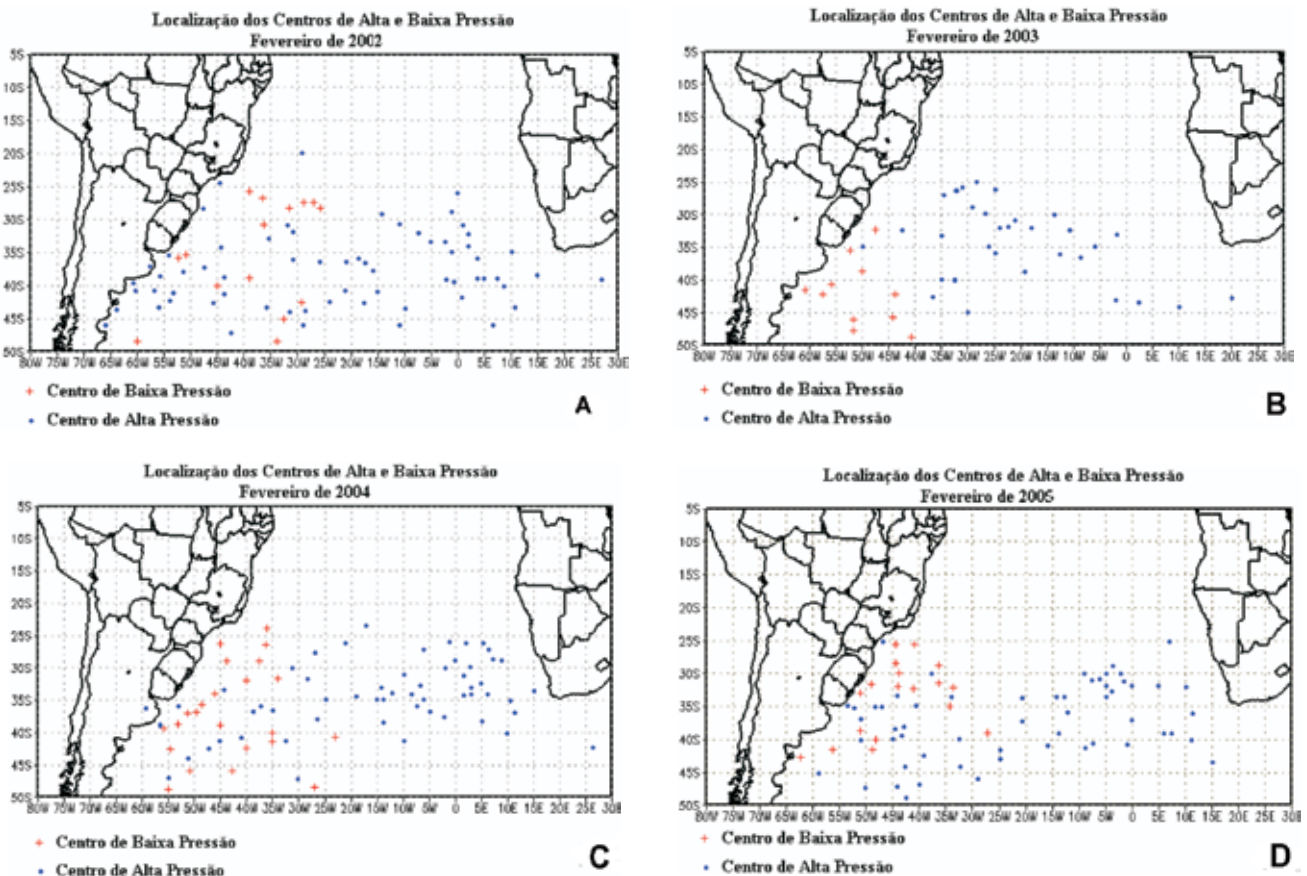 Localização dos Centros de Alta e Baixa Pressão
Fevereiro de 2002
5S
10S
15S
20S
25S
30S
35S
40S
45S
50S
80W 75W 70W 65W 60W 55W 50W 45W 40W 35W 30W 25W 20W 15W 10W 5W 0 5E 10E 15E 20E 25E 30E
+ Centro de Baixa Pressão
• Centro de Alta Pressão
A
Localização dos Centros de Alta e Baixa Pressão
Fevereiro de 2003
5S
10S
15S
20S
25S
30S
35S
40S
45S
50S
80W 75W 70W 65W 60W 55W 50W 45W 40W 35W 30W 25W 20W 15W 10W 5W 0 5E 10E 15E 20E 25E 30E
+ Centro de Baixa Pressão
• Centro de Alta Pressão
B
Localização dos Centros de Alta e Baixa Pressão
Fevereiro de 2004
5S
10S
15S
20S
25S
30S
35S
40S
45S
50S
80W 75W 70W 65W 60W 55W 50W 45W 40W 35W 30W 25W 20W 15W 10W 5W 0 5E 10E 15E 20E 25E 30E
+ Centro de Baixa Pressão
• Centro de Alta Pressão
C
Localização dos Centros de Alta e Baixa Pressão
Fevereiro de 2005
5S
10S
15S
20S
25S
30S
35S
40S
45S
50S
80W 75W 70W 65W 60W 55W 50W 45W 40W 35W 30W 25W 20W 15W 10W 5W 0 5E 10E 15E 20E 25E 30E
+ Centro de Baixa Pressão
• Centro de Alta Pressão
D